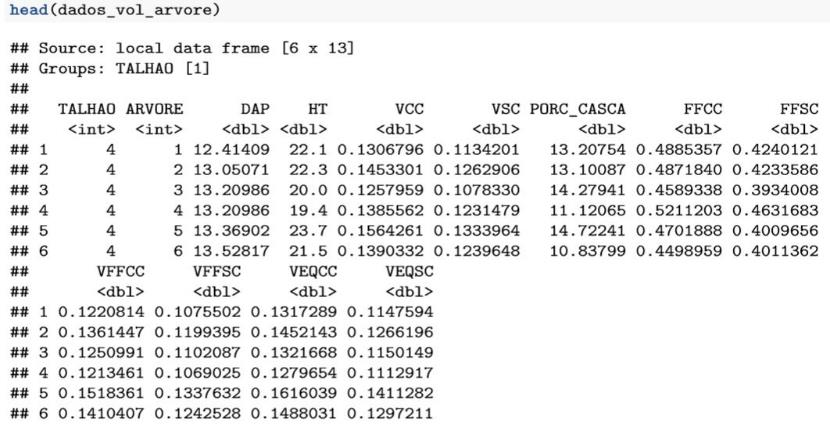 head(dados_vol_arvore)
## Source: local data frame [6 x 13]
## Groups: TALHAO [1]
##
##   TALHAO ARVORE      DAP    HT       VCC       VSC PORC_CASCA      FFCC      FFSC
##    <int>  <int>    <dbl> <dbl>     <dbl>     <dbl>      <dbl>     <dbl>     <dbl>
## 1      4      1 12.41409  22.1 0.1306796 0.1134201   13.20754 0.4885357 0.4240121
## 2      4      2 13.05071  22.3 0.1453301 0.1262906   13.10087 0.4871840 0.4233586
## 3      4      3 13.20986  20.0 0.1257959 0.1078330   14.27941 0.4589338 0.3934008
## 4      4      4 13.20986  19.4 0.1385562 0.1231479   11.12065 0.5211203 0.4631683
## 5      4      5 13.36902  23.7 0.1564261 0.1333964   14.72241 0.4701888 0.4009656
## 6      4      6 13.52817  21.5 0.1390332 0.1239648   10.83799 0.4498959 0.4011362
##       VFFCC     VFFSC     VEQCC     VEQSC
##       <dbl>     <dbl>     <dbl>     <dbl>
## 1 0.1220814 0.1075502 0.1317289 0.1147594
## 2 0.1361447 0.1199395 0.1452143 0.1266196
## 3 0.1250991 0.1102087 0.1321668 0.1150149
## 4 0.1213461 0.1069025 0.1279654 0.1112917
## 5 0.1518361 0.1337632 0.1616039 0.1411282
## 6 0.1410407 0.1242528 0.1488031 0.1297211